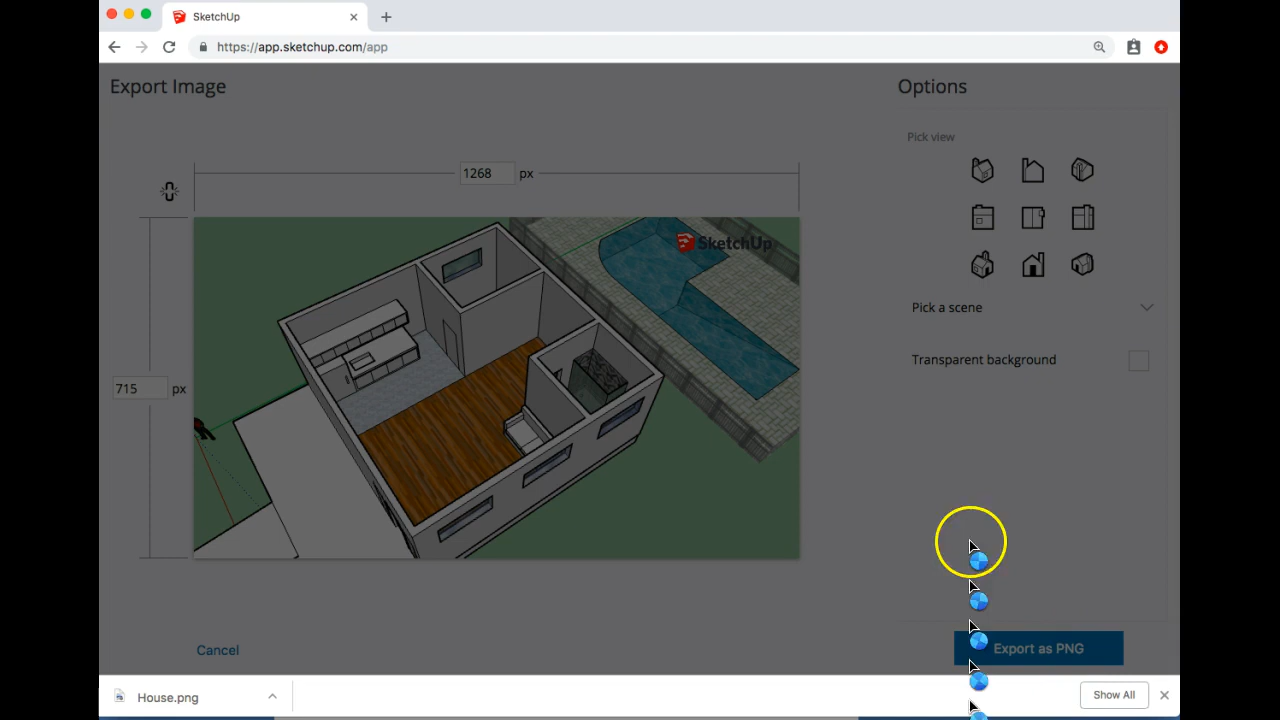 SketchUp
https://app.sketchup.com/app
Export Image
Options
Pick view
1268 px
SketchUp
Pick a scene
Transparent background
715 px
Cancel
Export as PNG
House.png
Show All